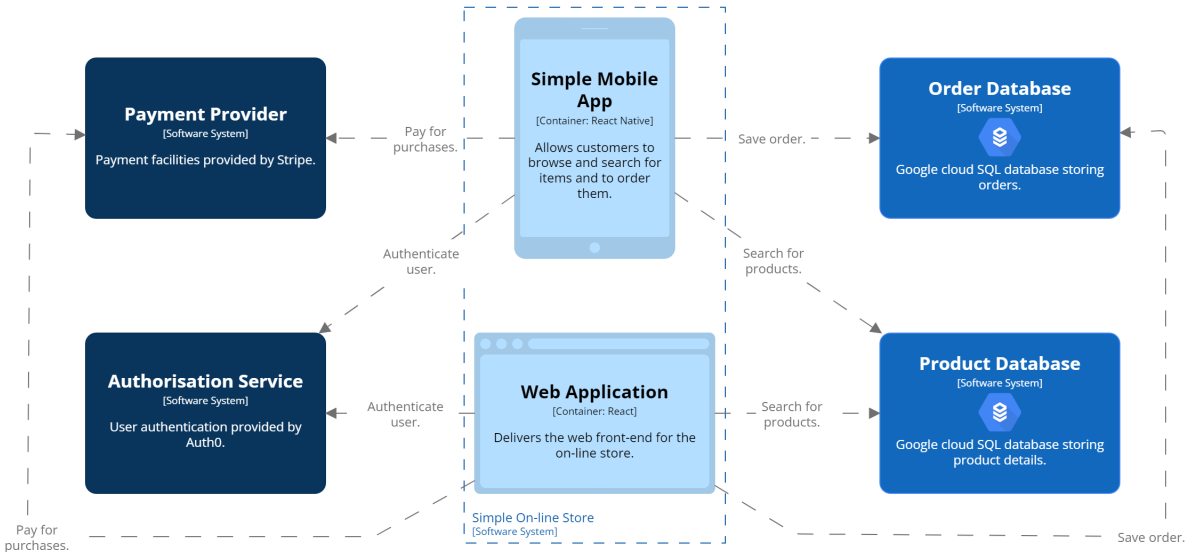 Simple Mobile
App
[Container: React Native]
Allows customers to
browse and search for
items and to order
them.
Payment Provider
[Software System]
Payment facilities provided by Stripe.
Pay for
purchases.
Save order.
Order Database
[Software System]
Google cloud SQL database storing
orders.
Authenticate
user.
Search for
products.
Authorisation Service
[Software System]
User authentication provided by
Auth0.
Authenticate
user.
Web Application
[Container: React]
Delivers the web front-end for the
on-line store.
Search for
products.
Product Database
[Software System]
Google cloud SQL database storing
product details.
Simple On-line Store
[Software System]
Pay for
purchases.
Save order.